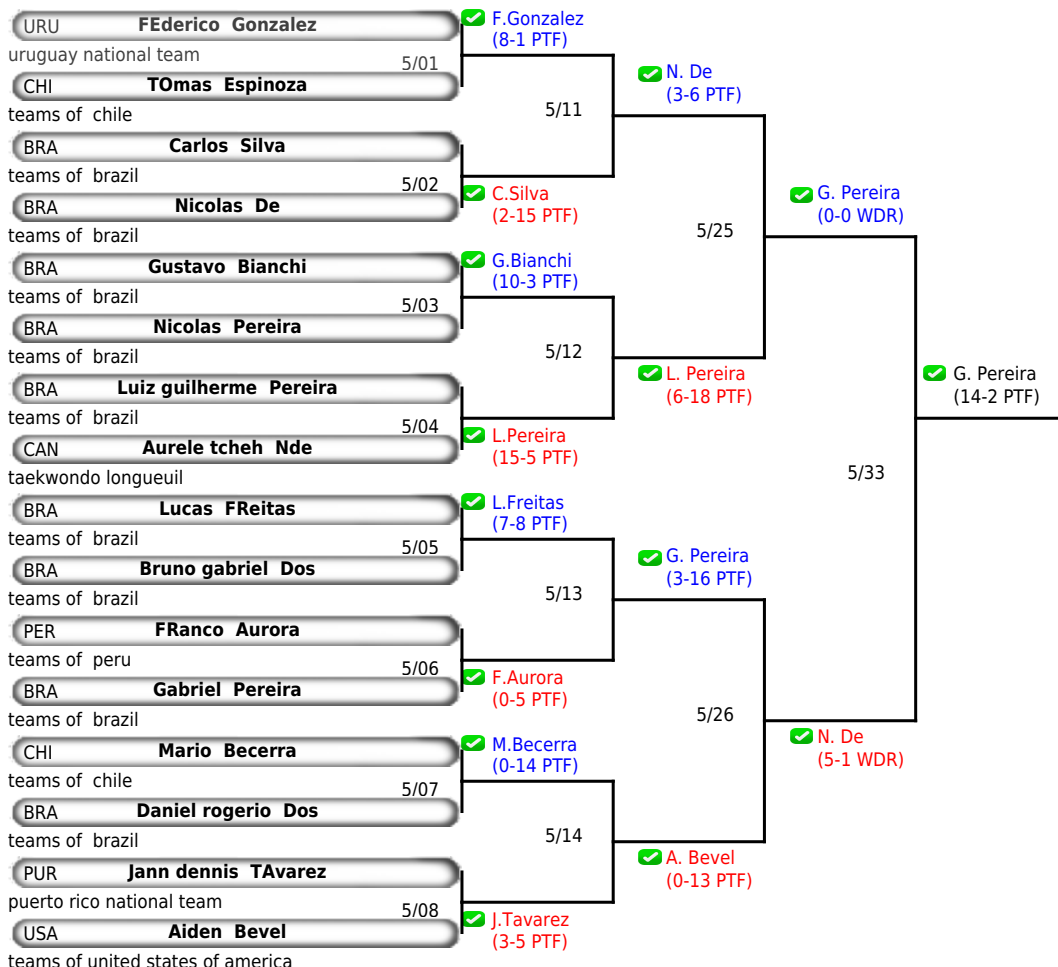 URU FEderico Gonzalez
uruguay national team
5/01
CHI TOmas Espinoza
teams of chile
BRA Carlos Silva
teams of brazil
5/02
BRA Nicolas De
teams of brazil
BRA Gustavo Bianchi
teams of brazil
5/03
BRA Nicolas Pereira
teams of brazil
BRA Luiz guilherme Pereira
teams of brazil
5/04
CAN Aurele tcheh Nde
taekwondo longueuil
BRA Lucas FReitas
teams of brazil
5/05
BRA Bruno gabriel Dos
teams of brazil
PER FRanco Aurora
teams of peru
5/06
BRA Gabriel Pereira
teams of brazil
CHI Mario Becerra
teams of chile
5/07
BRA Daniel rogerio Dos
teams of brazil
PUR Jann dennis TAvarez
puerto rico national team
5/08
USA Aiden Bevel
teams of united states of america
F.Gonzalez
(8-1 PTF)
5/11
C.Silva
(2-15 PTF)
G.Bianchi
(10-3 PTF)
5/12
L.Pereira
(15-5 PTF)
L.Freitas
(7-8 PTF)
5/13
F.Aurora
(0-5 PTF)
M.Becerra
(0-14 PTF)
5/14
J.Tavarez
(3-5 PTF)
N. De
(3-6 PTF)
5/25
L. Pereira
(6-18 PTF)
G. Pereira
(3-16 PTF)
5/26
A. Bevel
(0-13 PTF)
G. Pereira
(0-0 WDR)
5/33
N. De
(5-1 WDR)
G. Pereira
(14-2 PTF)